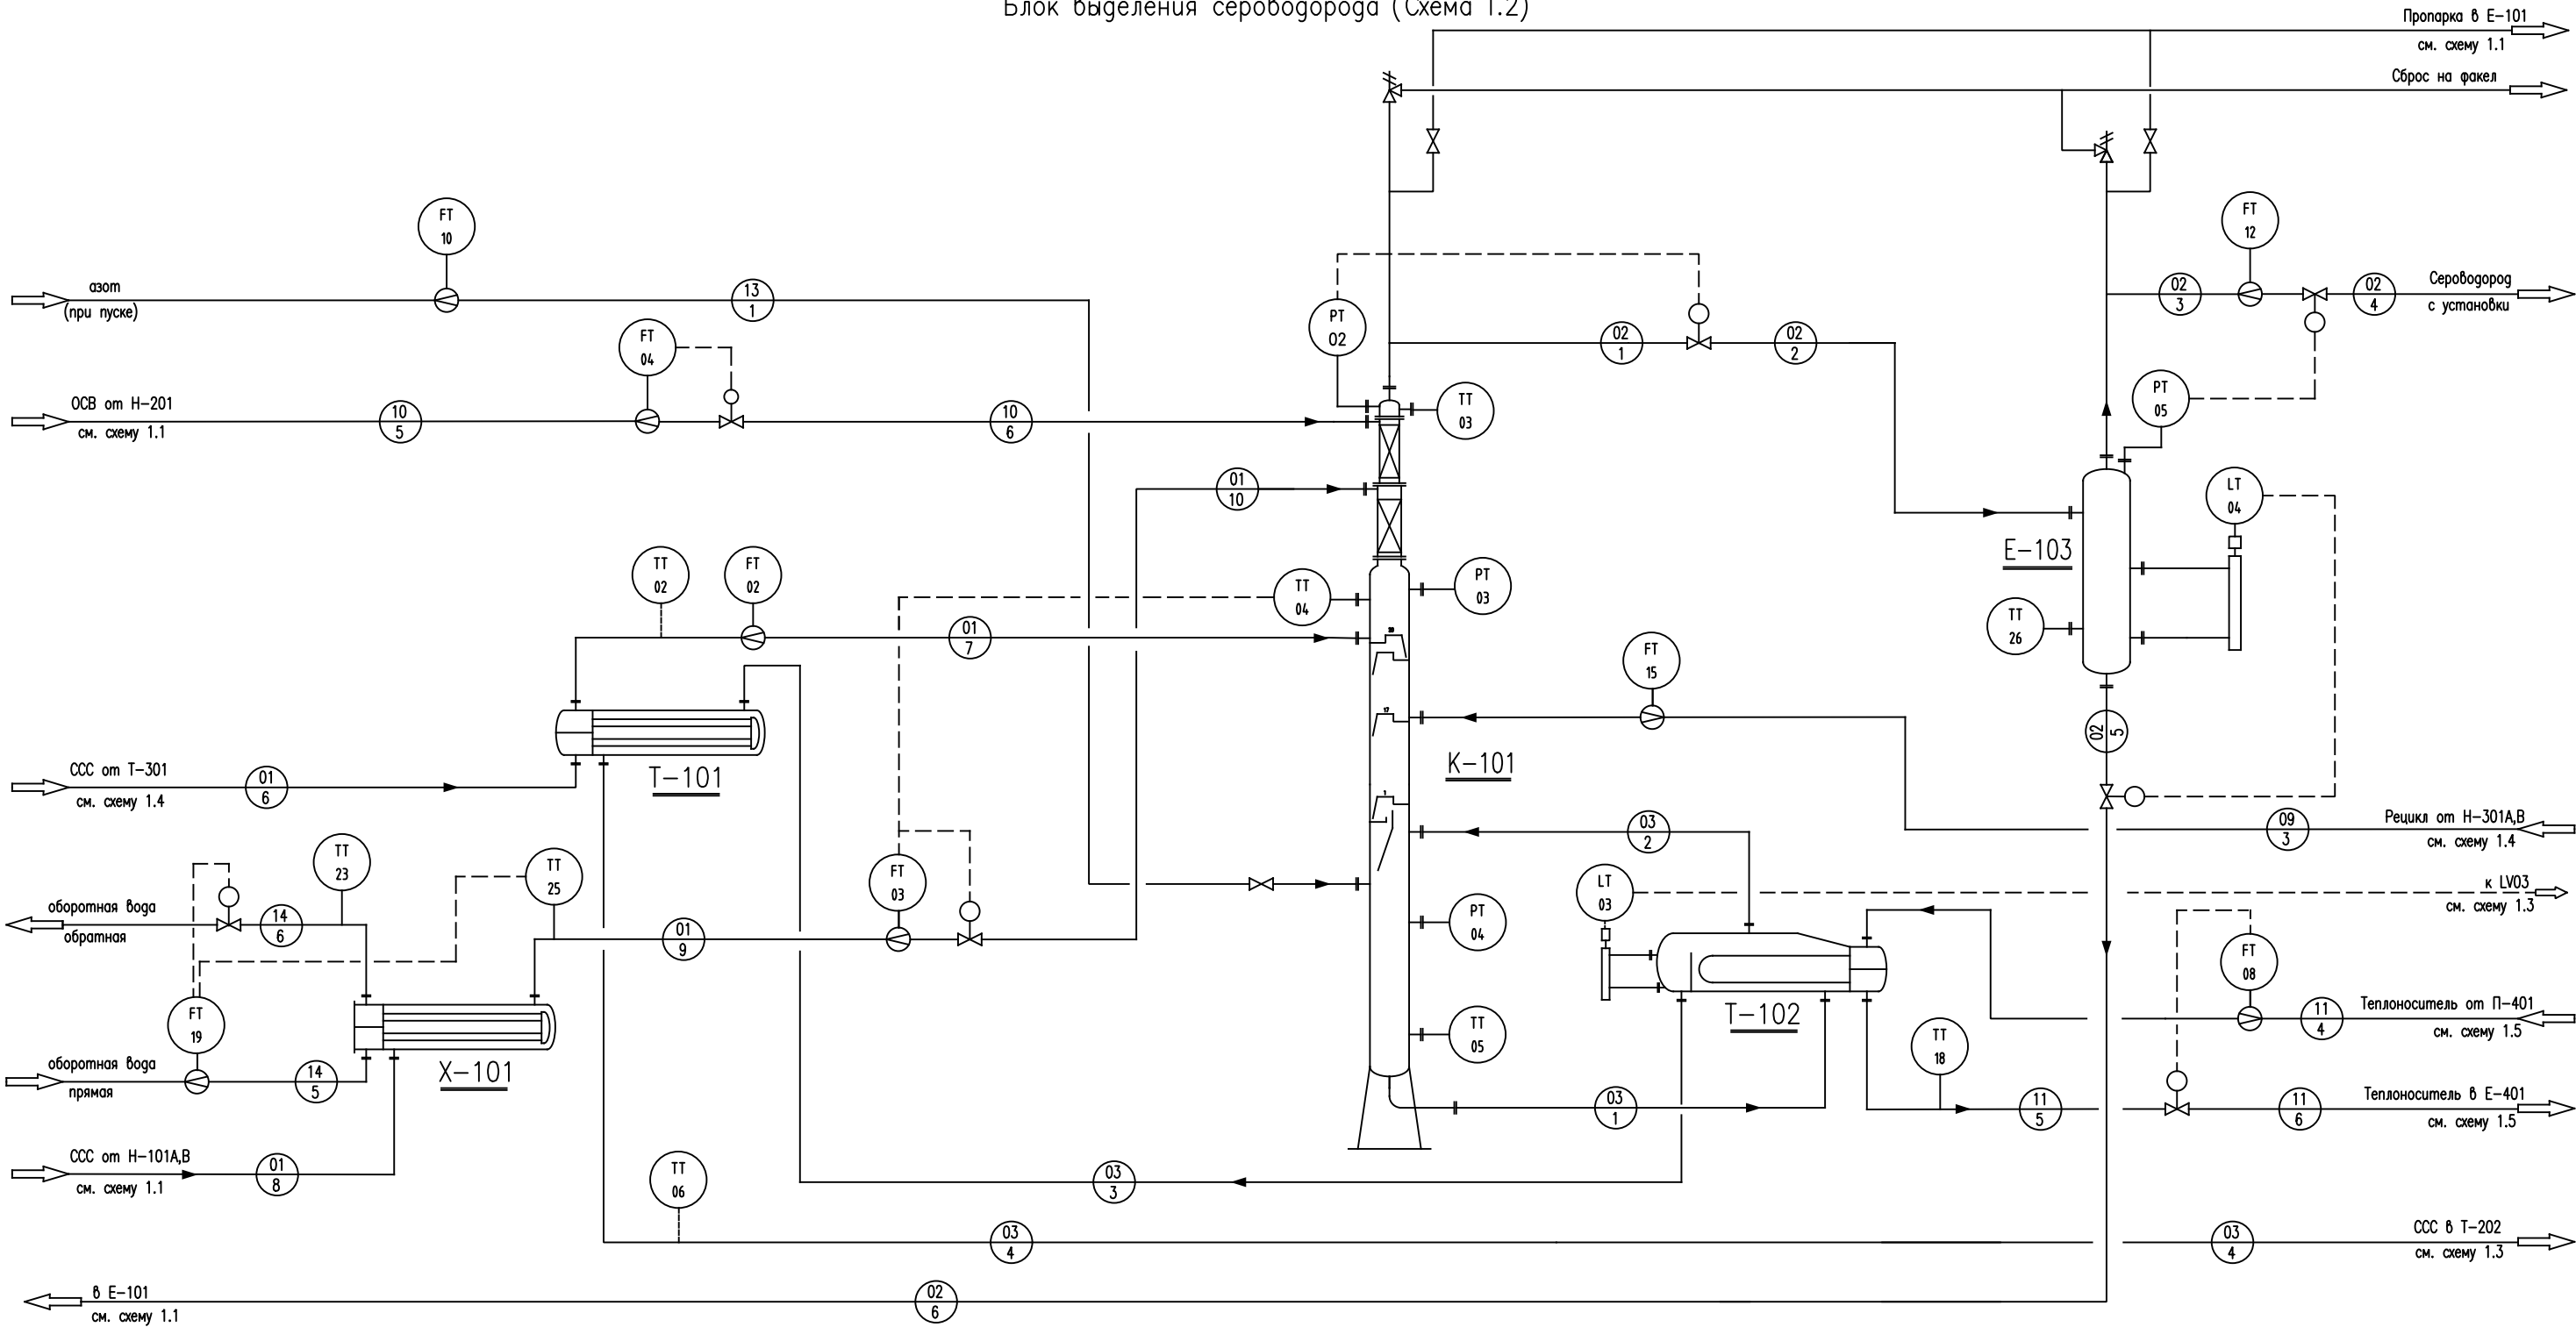 Блок выделения сероводорода (Схема 1.2)
Пропарка в Е-101
см. схему 1.1
Сброс на факел
FT
10
FT
12
азот
(при пуске)
13
1
02
3
02
4
Сероводород
с установки
FT
04
PT
02
02
1
02
2
ОСВ от Н-201
см. схему 1.1
10
5
10
6
TT
03
PT
05
01
10
LT
04
Е-103
TT
02
FT
02
TT
04
PT
03
TT
26
01
7
20
FT
15
17
02
5
ССС от Т-301
см. схему 1.4
01
6
Т-101
К-101
1
03
2
09
3
Рецикл от Н-301А,В
см. схему 1.4
TT
23
TT
25
FT
03
LT
03
к LV03
см. схему 1.3
оборотная вода
обратная
14
6
01
9
PT
04
FT
08
FT
19
Т-102
TT
05
TT
18
11
4
Теплоноситель от П-401
см. схему 1.5
оборотная вода
прямая
14
5
Х-101
03
1
11
5
11
6
Теплоноситель в Е-401
см. схему 1.5
ССС от Н-101А,В
см. схему 1.1
01
8
TT
06
03
3
03
4
03
4
ССС в Т-202
см. схему 1.3
в Е-101
см. схему 1.1
02
6